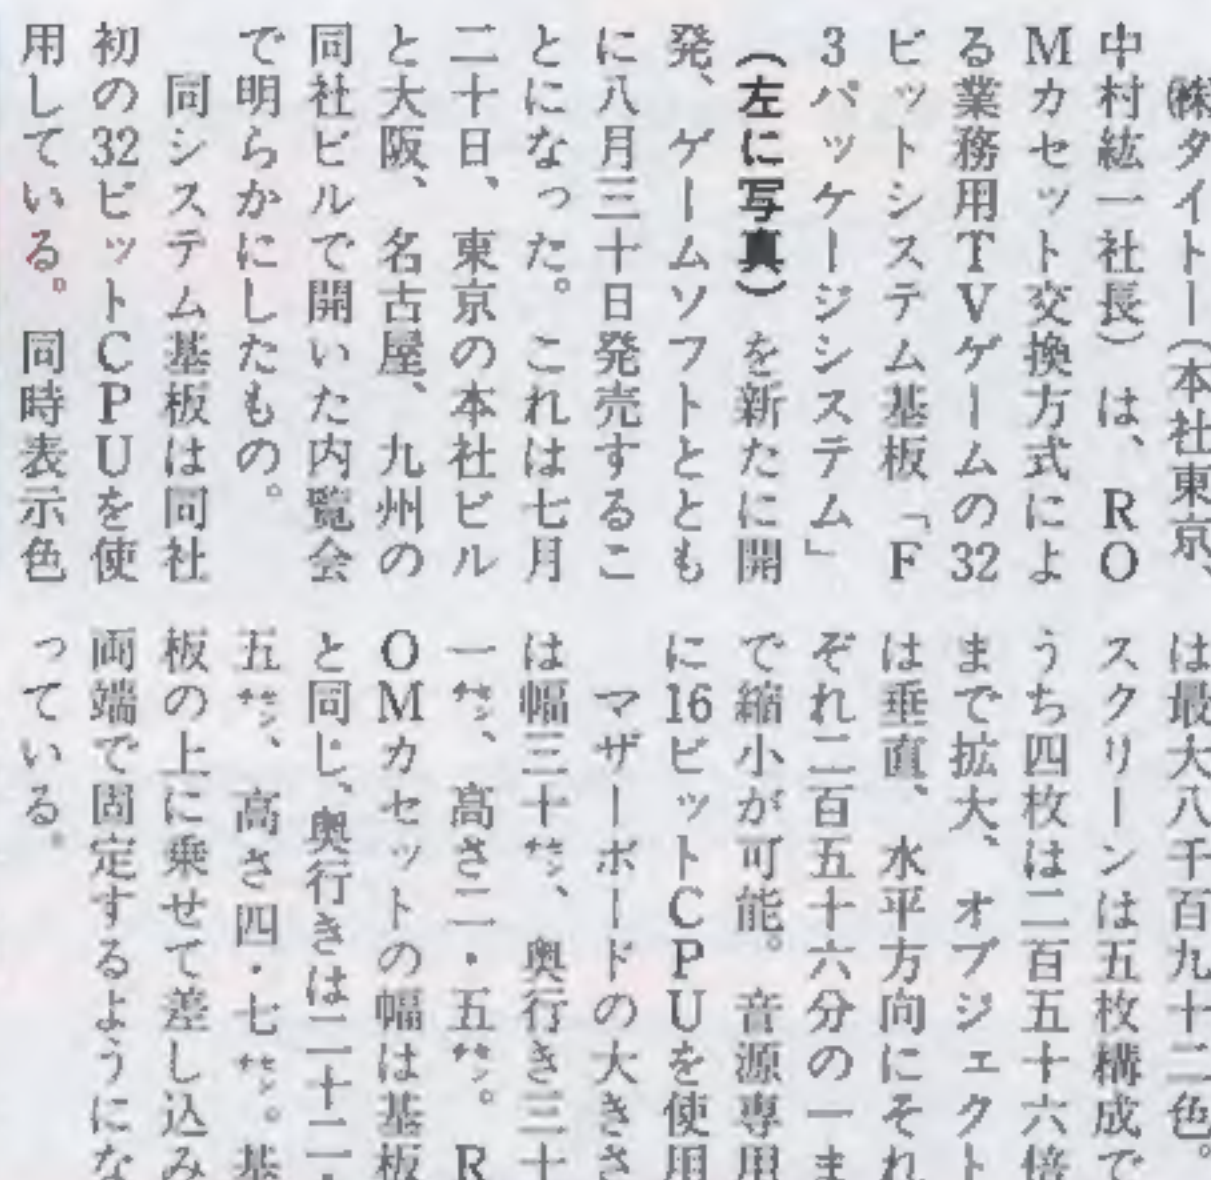 ㈱タイトー(本社東京、
中村紘一社長)は、RO
Mカセット交換方式によ
る業務用TVゲームの32
ビットシステム基板「F
3パッケージシステム」
(左に写真)を新たに開
発、ゲームソフトととも
に八月三十日発売するこ
とになった。これは七月
二十日、東京の本社ビル
と大阪、名古屋、九州の
同社ビルで開いた内覧会
で明らかにしたもの。
同システム基板は同社
初の32ビットCPUを使
用している。同時表示色
は最大八千百九十二色。
スクリーンは五枚構成で
うち四枚は二百五十六倍
まで拡大、オブジェクト
は垂直、水平方向にそれ
ぞれ二百五十六分の一ま
で縮小が可能。音源専用
に16ビットCPUを使用
マザーボードの大きさ
は幅三十㌢、奥行き三十
一㌢、高さ二・五㌢。R
OMカセットの幅は基板
と同じ、奥行きは二十二・
五㌢、高さ四・七㌢。基
板の上に乗せて差し込み
両端で固定するようにな
っている。